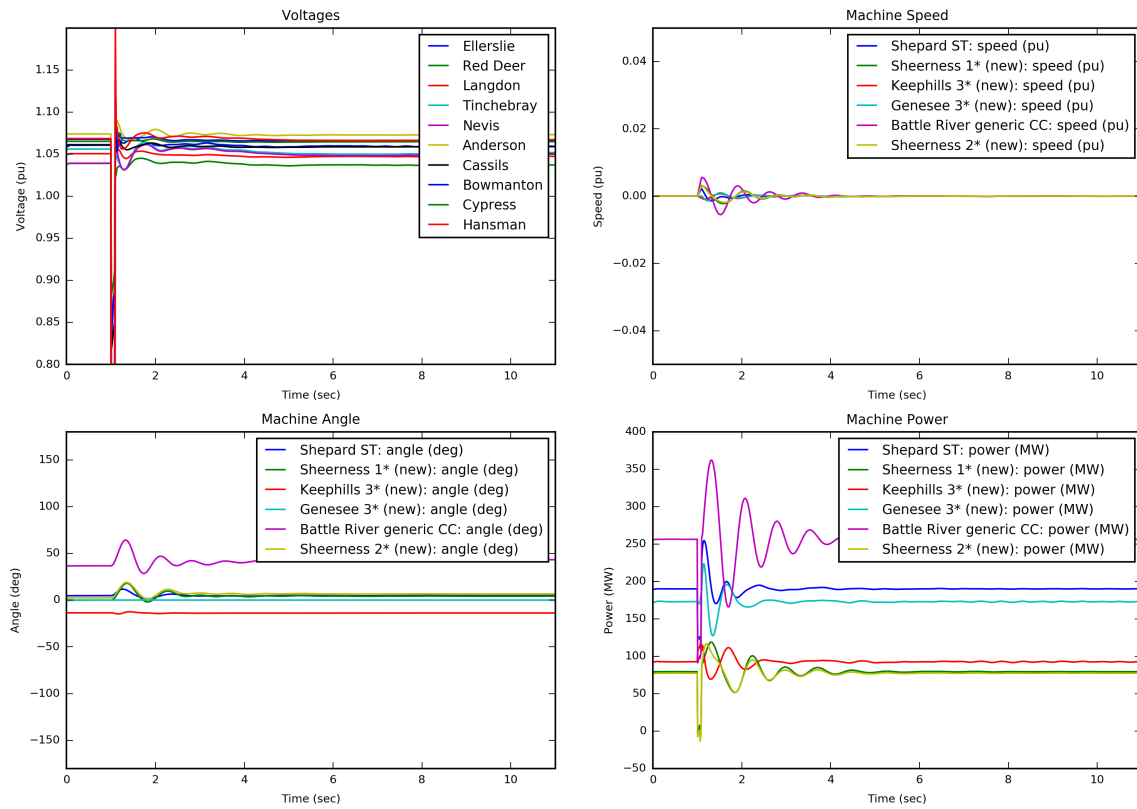 Voltages
1.15
1.10
1.05
1.00
0.95
0.90
0.85
0.80
Voltage (pu)
0
2
4
6
8
10
Time (sec)
Ellerslie
Red Deer
Langdon
Tinchebray
Nevis
Anderson
Cassils
Bowmanton
Cypress
Hansman
Machine Speed
0.04
0.02
0.00
−0.02
−0.04
Speed (pu)
0
2
4
6
8
10
Time (sec)
Shepard ST: speed (pu)
Sheerness 1* (new): speed (pu)
Keephills 3* (new): speed (pu)
Genesee 3* (new): speed (pu)
Battle River generic CC: speed (pu)
Sheerness 2* (new): speed (pu)
Machine Angle
150
100
50
0
−50
−100
−150
Angle (deg)
0
2
4
6
8
10
Time (sec)
Shepard ST: angle (deg)
Sheerness 1* (new): angle (deg)
Keephills 3* (new): angle (deg)
Genesee 3* (new): angle (deg)
Battle River generic CC: angle (deg)
Sheerness 2* (new): angle (deg)
Machine Power
400
350
300
250
200
150
100
50
0
−50
Power (MW)
0
2
4
6
8
10
Time (sec)
Shepard ST: power (MW)
Sheerness 1* (new): power (MW)
Keephills 3* (new): power (MW)
Genesee 3* (new): power (MW)
Battle River generic CC: power (MW)
Sheerness 2* (new): power (MW)